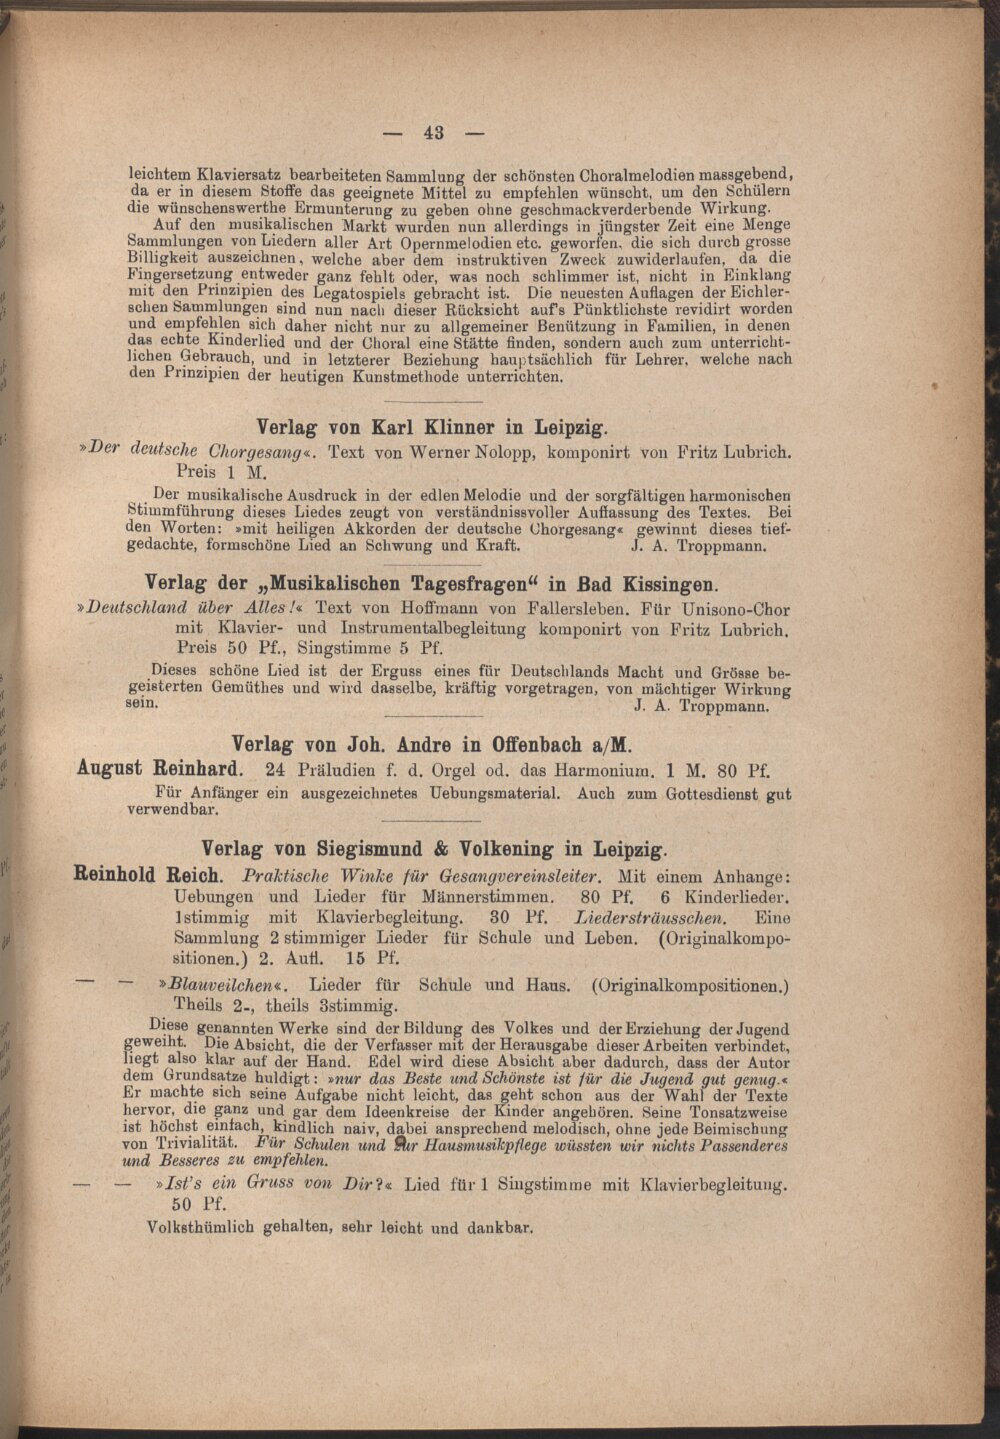 — 43 —
leichtem Klaviersatz bearbeiteten Sammlung der schönsten Choralmelodien massgebend,
da er in diesem Stoffe das geeignete Mittel zu empfehlen wünscht, um den Schülern
die wünschenswerthe Ermunterung zu geben ohne geschmackverderbende Wirkung.
Auf den musikalischen Markt wurden nun allerdings in jüngster Zeit eine Menge
Sammlungen von Liedern aller Art Opernmelodien etc. geworfen, die sich durch grosse
Billigkeit auszeichnen, welche aber dem instruktiven Zweck zuwiderlaufen, da die
Fingersetzung entweder ganz fehlt oder, was noch schlimmer ist, nicht in Einklang
mit den Prinzipien des Legatospiels gebracht ist. Die neuesten Auflagen der Eichler-
schen Sammlungen sind nun nach dieser Rücksicht auf's Pünktlichste revidirt worden
und empfehlen sich daher nicht nur zu allgemeiner Benützung in Familien, in denen
das echte Kinderlied und der Choral eine Stätte finden, sondern auch zum unterricht-
lichen Gebrauch, und in letzterer Beziehung hauptsächlich für Lehrer, welche nach
den Prinzipien der heutigen Kunstmethode unterrichten.
Verlag von Karl Klinner in Leipzig.
»Der deutsche Chorgesang«. Text von Werner Nolopp, komponirt von Fritz Lubrich.
Preis 1 M.
Der musikalische Ausdruck in der edlen Melodie und der sorgfältigen harmonischen
Stimmführung dieses Liedes zeugt von verständnissvoller Auffassung des Textes. Bei
den Worten: »mit heiligen Akkorden der deutsche Chorgesang« gewinnt dieses tief-
gedachte, formschöne Lied an Schwung und Kraft. J. A. Troppmann.
Verlag der „Musikalischen Tagesfragen“ in Bad Kissingen.
»Deutschland über Alles!« Text von Hoffmann von Fallersleben. Für Unisono-Chor
mit Klavier- und Instrumentalbegleitung komponirt von Fritz Lubrich.
Preis 50 Pf., Singstimme 5 Pf.
Dieses schöne Lied ist der Erguss eines für Deutschlands Macht und Grösse be-
geisterten Gemüthes und wird dasselbe, kräftig vorgetragen, von mächtiger Wirkung
sein. J. A. Troppmann.
Verlag von Joh. Andre in Offenbach a/M.
August Reinhard. 24 Präludien f. d. Orgel od. das Harmonium. 1 M. 80 Pf.
Für Anfänger ein ausgezeichnetes Uebungsmaterial. Auch zum Gottesdienst gut
verwendbar.
Verlag von Siegismund & Volkening in Leipzig.
Reinhold Reich. Praktische Winke für Gesangvereinsleiter. Mit einem Anhange:
Uebungen und Lieder für Männerstimmen. 80 Pf. 6 Kinderlieder.
1stimmig mit Klavierbegleitung. 30 Pf. Liedersträusschen. Eine
Sammlung 2 stimmiger Lieder für Schule und Leben. (Originalkompo-
sitionen.) 2. Aufl. 15 Pf.
— — »Blauveilchen«. Lieder für Schule und Haus. (Originalkompositionen.)
Theils 2-, theils 3stimmig.
Diese genannten Werke sind der Bildung des Volkes und der Erziehung der Jugend
geweiht. Die Absicht, die der Verfasser mit der Herausgabe dieser Arbeiten verbindet,
liegt also klar auf der Hand. Edel wird diese Absicht aber dadurch, dass der Autor
dem Grundsatze huldigt: »nur das Beste und Schönste ist für die Jugend gut genug.«
Er machte sich seine Aufgabe nicht leicht, das geht schon aus der Wahl der Texte
hervor, die ganz und gar dem Ideenkreise der Kinder angehören. Seine Tonsatzweise
ist höchst einfach, kindlich naiv, dabei ansprechend melodisch, ohne jede Beimischung
von Trivialität. Für Schulen und zur Hausmusikpflege wüssten wir nichts Passenderes
und Besseres zu empfehlen.
— — »Ist's ein Gruss von Dir?« Lied für 1 Singstimme mit Klavierbegleitung.
50 Pf.
Volksthümlich gehalten, sehr leicht und dankbar.